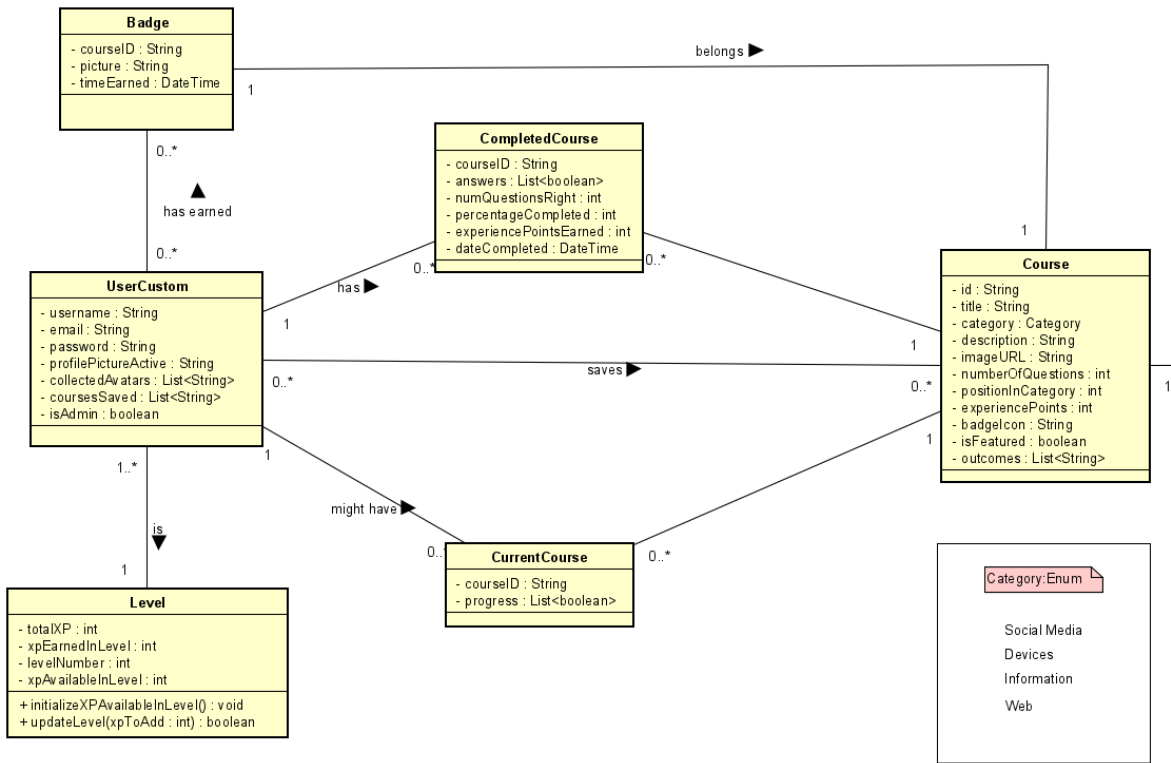 Badge
- courseID : String
- picture : String
- timeEarned : DateTime
belongs
1
0..*
has earned
0..*
CompletedCourse
- courseID : String
- answers : List<boolean>
- numQuestionsRight : int
- percentageCompleted : int
- experiencePointsEarned : int
- dateCompleted : DateTime
0..*
0..*
has
1
1
1
UserCustom
- username : String
- email : String
- password : String
- profilePictureActive : String
- collectedAvatars : List<String>
- coursesSaved : List<String>
- isAdmin : boolean
saves
0..*
0..*
Course
- id : String
- title : String
- category : Category
- description : String
- imageURL : String
- numberOfQuestions : int
- positionInCategory : int
- experiencePoints : int
- badgeIcon : String
- isFeatured : boolean
- outcomes : List<String>
1
1
1
1..*
is
1
might have
0..*
0..*
CurrentCourse
- courseID : String
- progress : List<boolean>
Level
- totalXP : int
- xpEarnedInLevel : int
- levelNumber : int
- xpAvailableInLevel : int
+ initializeXPAvailableInLevel() : void
+ updateLevel(xpToAdd : int) : boolean
Category:Enum
Social Media
Devices
Information
Web